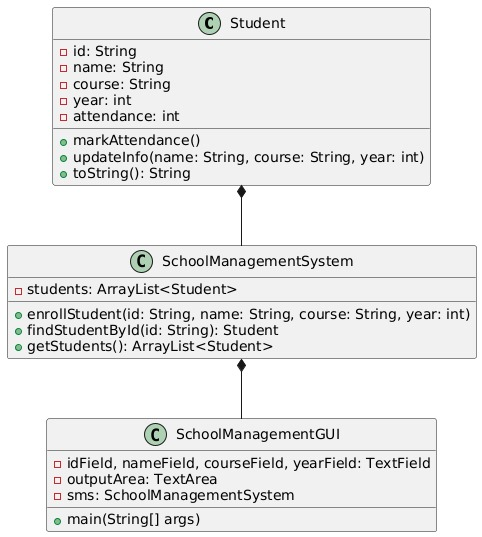 C Student
id: String
name: String
course: String
year: int
attendance: int
markAttendance()
updateInfo(name: String, course: String, year: int)
toString(): String
C SchoolManagementSystem
students: ArrayList<Student>
enrollStudent(id: String, name: String, course: String, year: int)
findStudentById(id: String): Student
getStudents(): ArrayList<Student>
C SchoolManagementGUI
idField, nameField, courseField, yearField: TextField
outputArea: TextArea
sms: SchoolManagementSystem
main(String[] args)